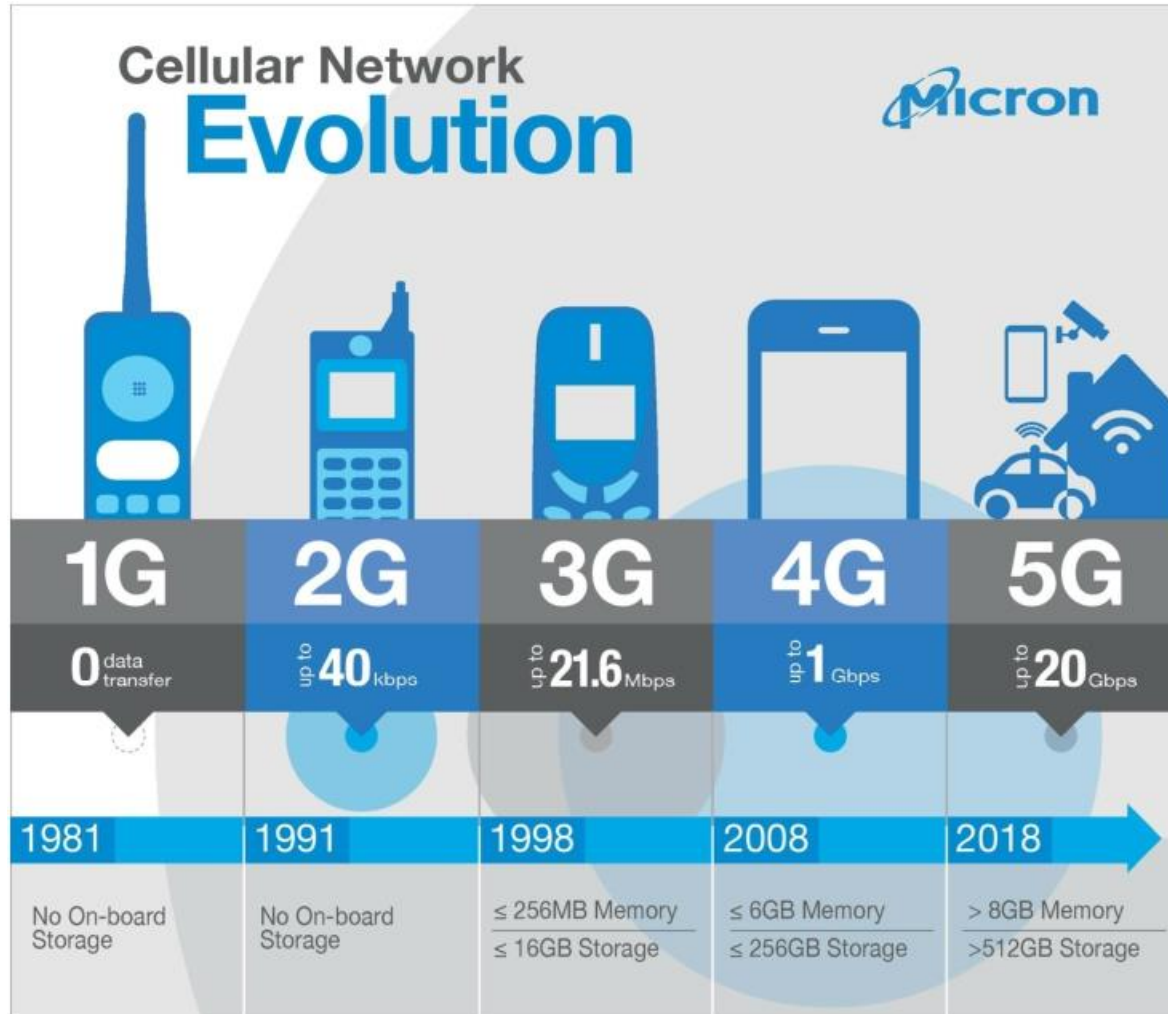 Cellular Network
Evolution
Micron
1G
2G
3G
4G
5G
0 data transfer
up to 40 kbps
up to 21.6 Mbps
up to 1 Gbps
up to 20 Gbps
1981
1991
1998
2008
2018
No On-board
Storage
No On-board
Storage
≤ 256MB Memory
≤ 16GB Storage
≤ 6GB Memory
≤ 256GB Storage
> 8GB Memory
>512GB Storage